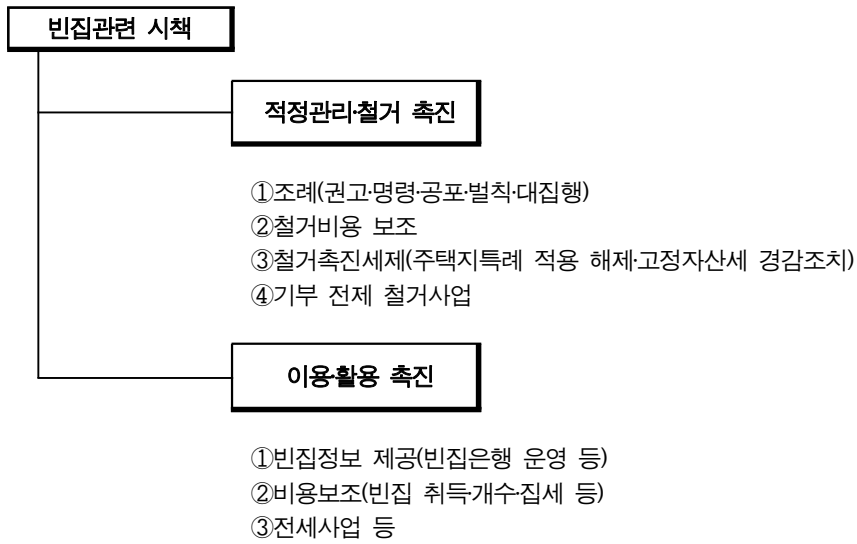 빈집관련 시책
적정관리·철거 촉진
①조례(권고·명령·공포·벌칙·대집행)
②철거비용 보조
③철거촉진세제(주택지특례 적용 해제·고정자산세 경감조치)
④기부 전제 철거사업
이용·활용 촉진
①빈집정보 제공(빈집은행 운영 등)
②비용보조(빈집 취득·개수·집세 등)
③전세사업 등